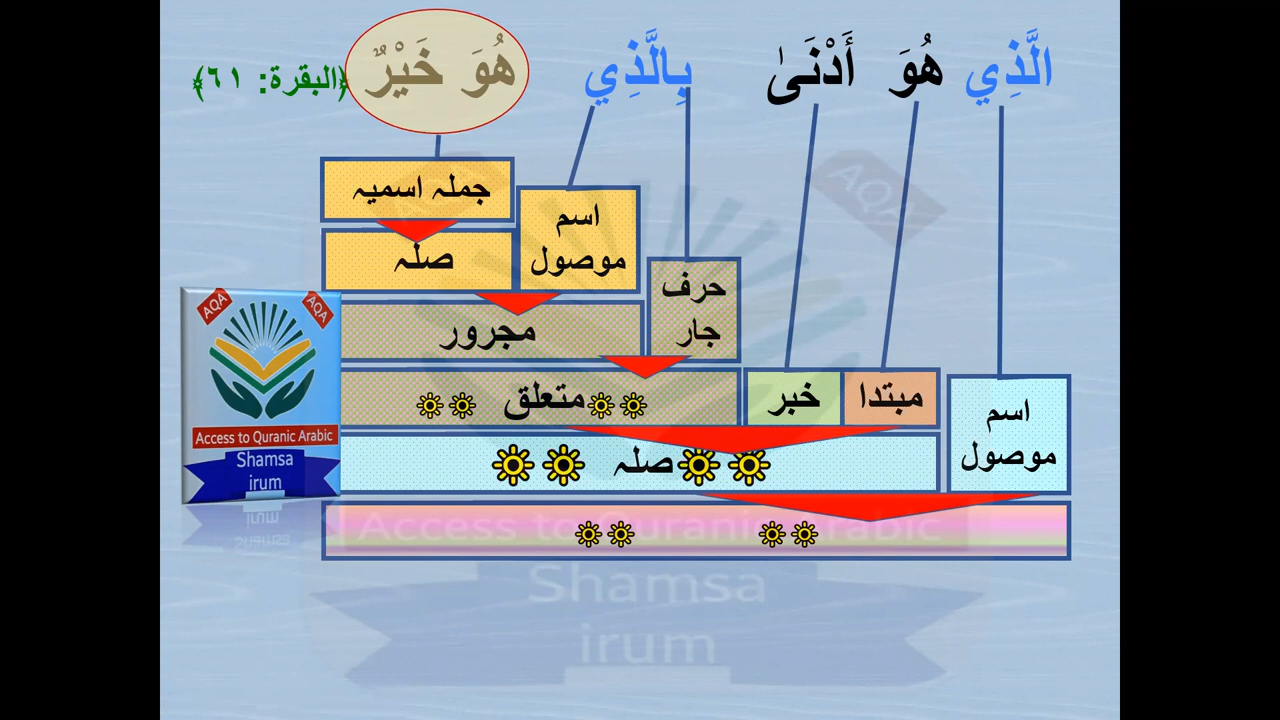 الَّذِي هُوَ أَدْنَىٰ بِالَّذِي هُوَ خَيْرٌ ﴿البقرة: ٦١﴾
جملہ اسمیہ
اسم
موصول
صلہ
حرف
جار
مجرور
متعلق
خبر
مبتدا
اسم
موصول
صلہ
AQA
AQA
Access to Quranic Arabic
Shamsa
irum
AQA
Access to Quranic Arabic
Shamsa
irum